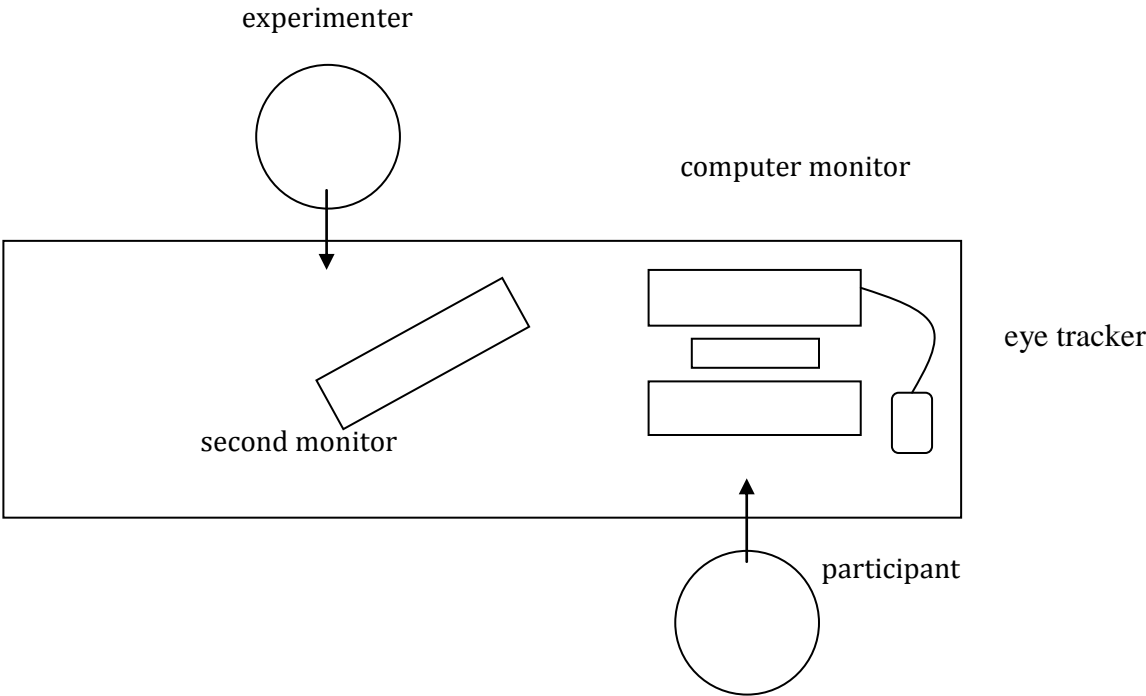 experimenter
computer monitor
eye tracker
second monitor
participant